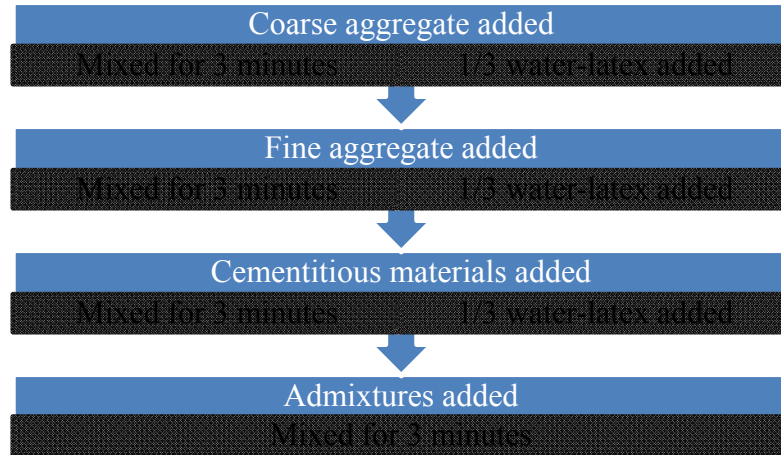 Coarse aggregate added
Mixed for 3 minutes 1/3 water-latex added
Fine aggregate added
Mixed for 3 minutes 1/3 water-latex added
Cementitious materials added
Mixed for 3 minutes 1/3 water-latex added
Admixtures added
Mixed for 3 minutes